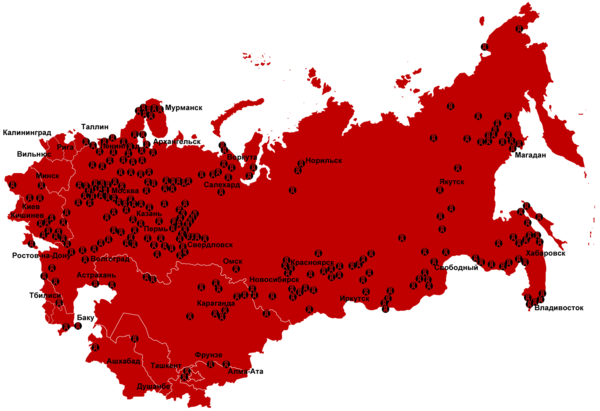 Мурманск
Таллин
Калининград
Рига
Архангельск
Вильнюс
Воркута
Норильск
Магадан
Минск
Салехард
Якутск
Москва
Киев
Казань
Кишинев
Пермь
Свердловск
Ростов-на-Дону
Хабаровск
Волгоград
Омск
Красноярск
Свободный
Астрахань
Новосибирск
Тбилиси
Иркутск
Караганда
Владивосток
Баку
Фрунзе
Ашхабад
Ташкент
Алма-Ата
Душанбе